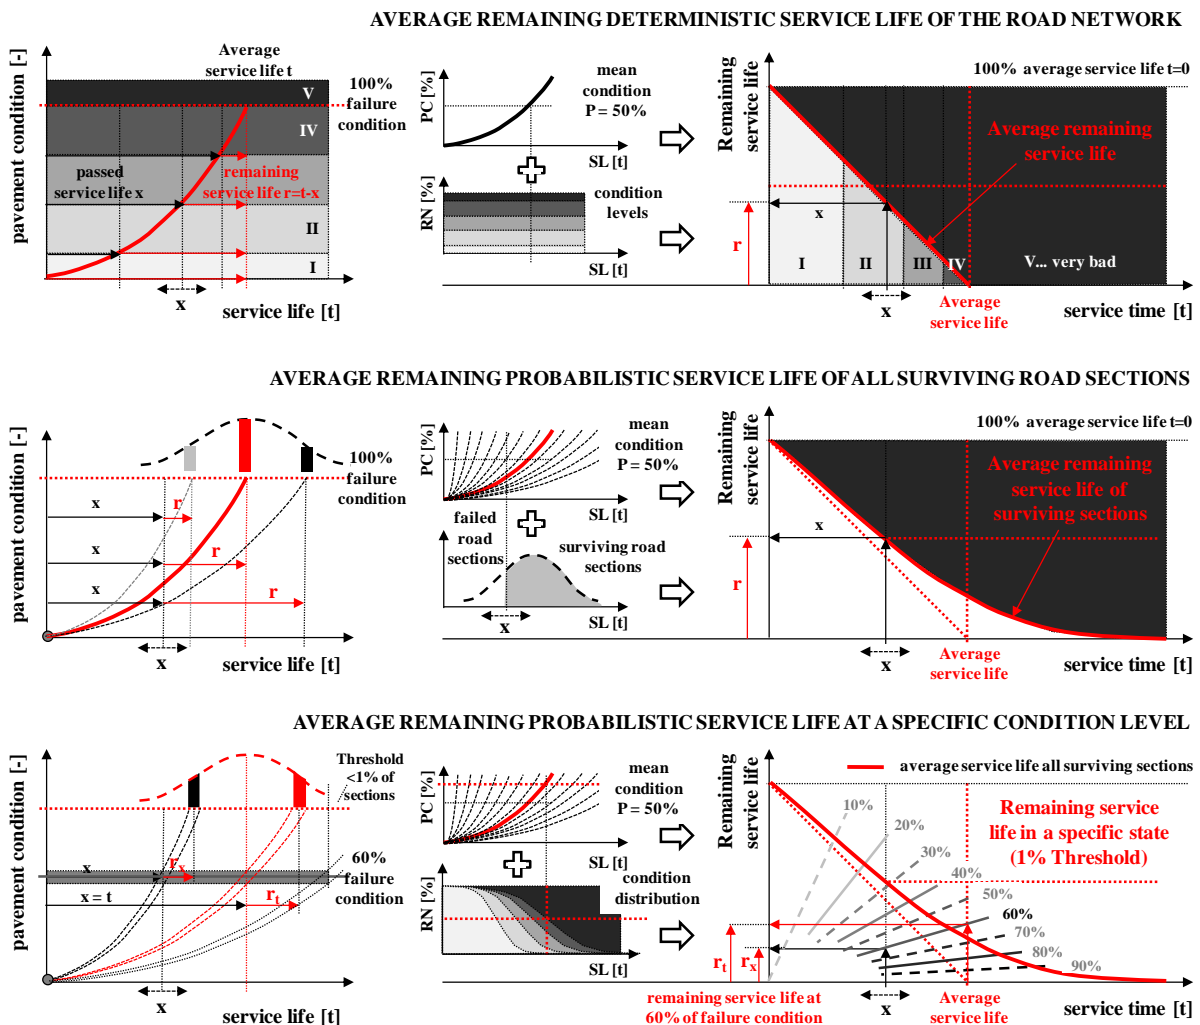 AVERAGE REMAINING DETERMINISTIC SERVICE LIFE OF THE ROAD NETWORK
pavement condition [-]
Average
service life t
V
100%
failure
condition
IV
passed
service life x
remaining
service life r=t-x
II
I
x
service life [t]
PC [%]
mean
condition
P = 50%
SL [t]
RN [%]
condition
levels
SL [t]
Remaining
service life
100% average service life t=0
Average remaining
service life
x
r
I
II
III
IV
V... very bad
x
Average
service life
service time [t]
AVERAGE REMAINING PROBABILISTIC SERVICE LIFE OF ALL SURVIVING ROAD SECTIONS
pavement condition [-]
100%
failure
condition
x
r
x
r
x
r
x
service life [t]
PC [%]
mean
condition
P = 50%
SL [t]
failed
road
sections
surviving road
sections
x
SL [t]
Remaining
service life
100% average service life t=0
Average remaining
service life of
surviving sections
x
r
x
Average
service life
service time [t]
AVERAGE REMAINING PROBABILISTIC SERVICE LIFE AT A SPECIFIC CONDITION LEVEL
pavement condition [-]
Threshold
<1% of
sections
x
rx
60%
failure
condition
x = t
rt
x
service life [t]
PC [%]
mean
condition
P = 50%
SL [t]
RN [%]
condition
distribution
SL [t]
Remaining
service life
average service life all surviving sections
Remaining service
life in a specific state
(1% Threshold)
10%
20%
30%
40%
50%
60%
70%
80%
90%
rt
rx
remaining service life at
60% of failure condition
x
Average
service life
service time [t]